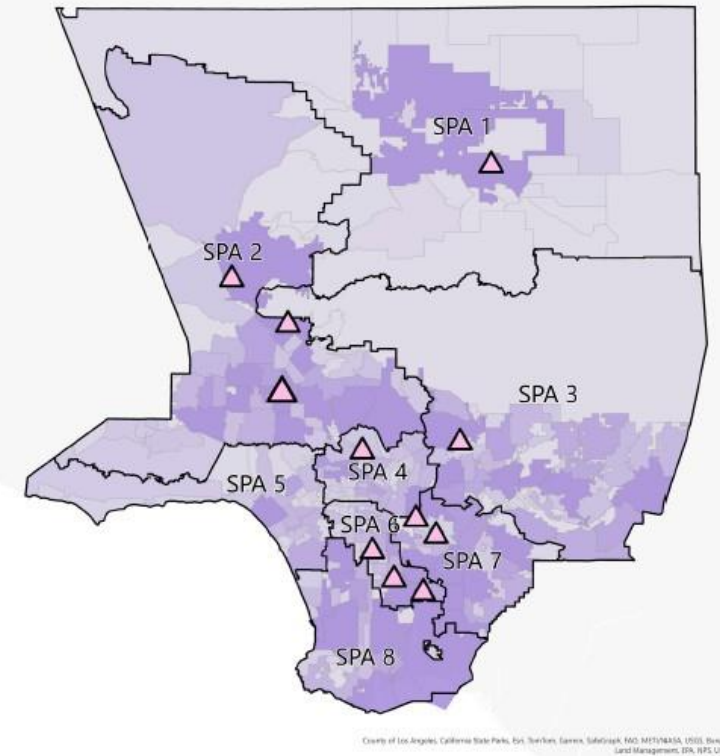 SPA 1
SPA 2
SPA 3
SPA 4
SPA 5
SPA 6
SPA 7
SPA 8
County of Los Angeles, California State Parks, Esri, TomTom, Garmin, SafeGraph, FAO, METI/NASA, USGS,
Land Management, EPA, NPS